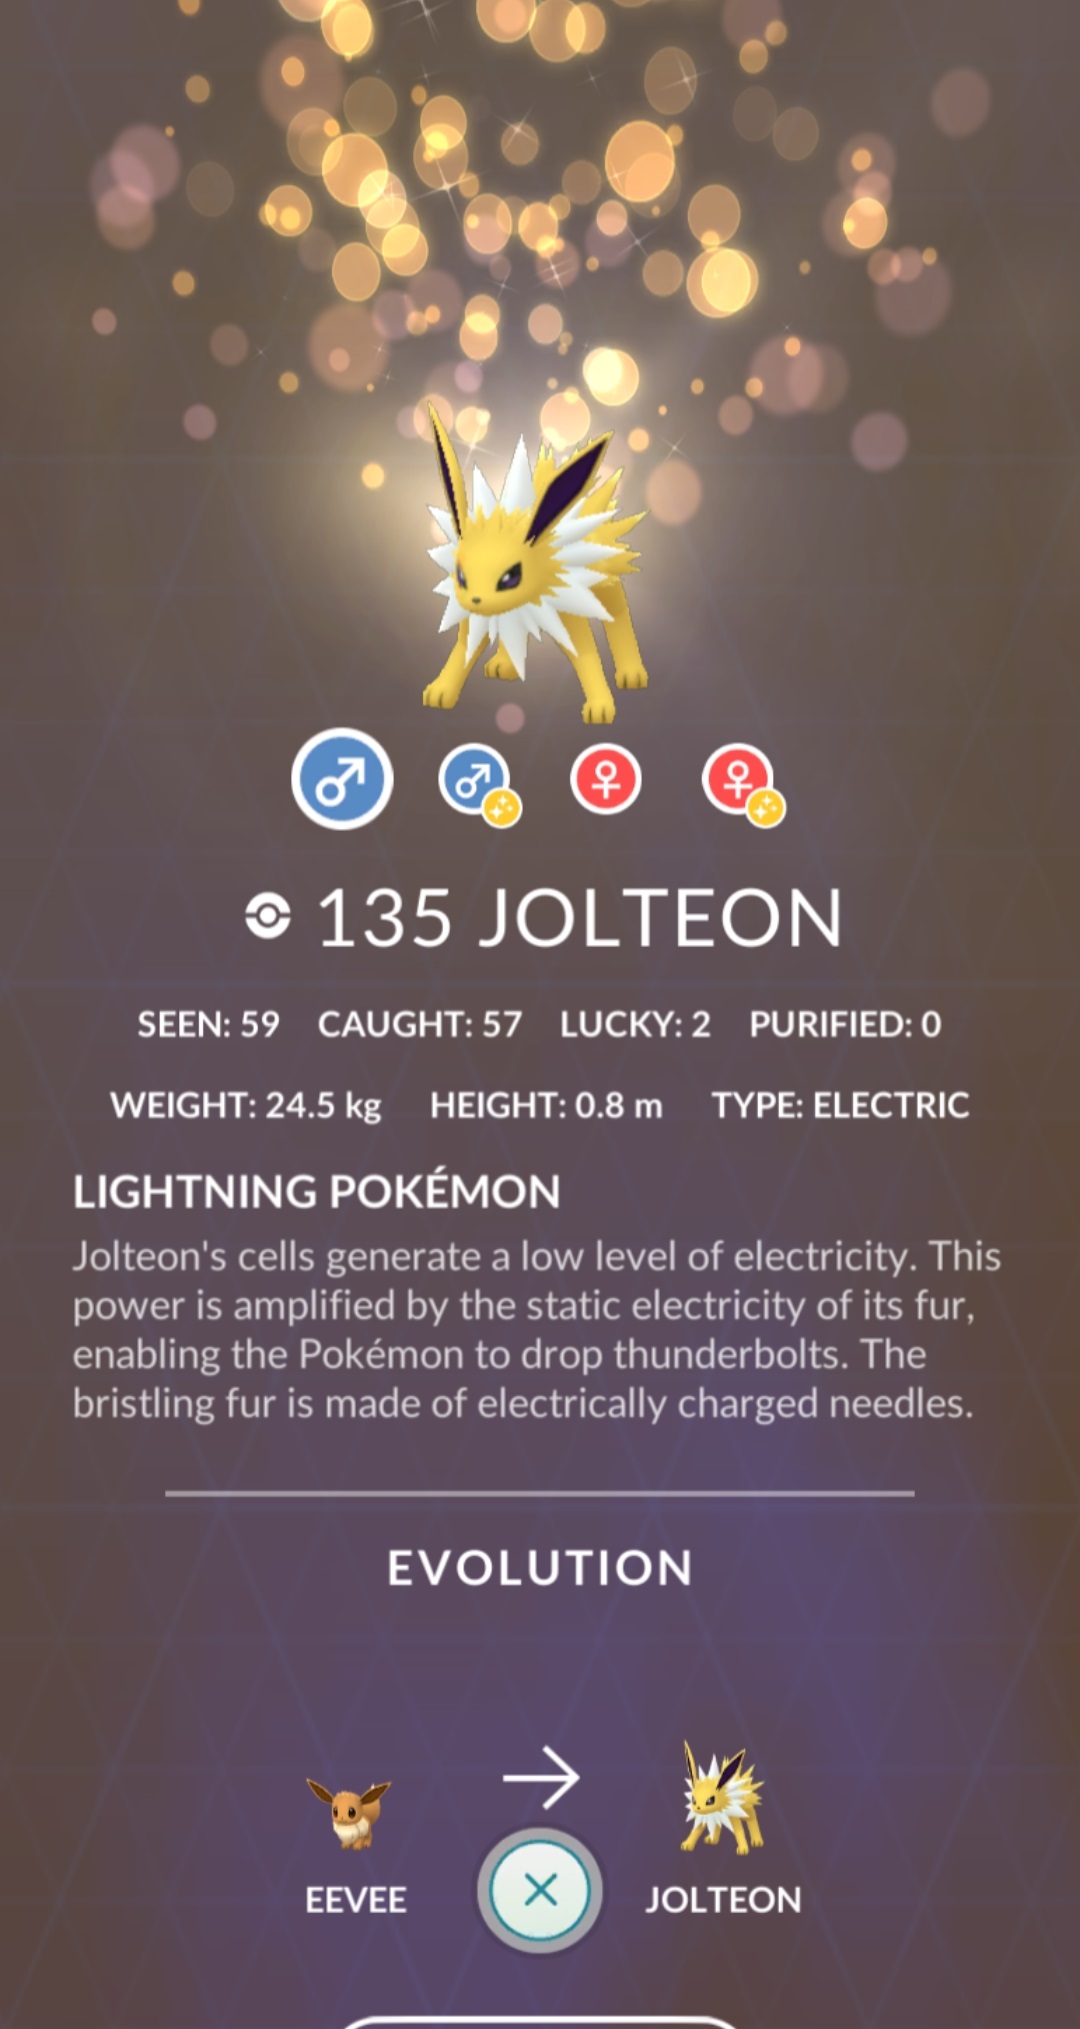 135 JOLTEON
SEEN: 59 CAUGHT: 57 LUCKY: 2 PURIFIED: 0
WEIGHT: 24.5 kg HEIGHT: 0.8 m TYPE: ELECTRIC
LIGHTNING POKÉMON
Jolteon's cells generate a low level of electricity. This
power is amplified by the static electricity of its fur,
enabling the Pokémon to drop thunderbolts. The
bristling fur is made of electrically charged needles.
EVOLUTION
EEVEE JOLTEON